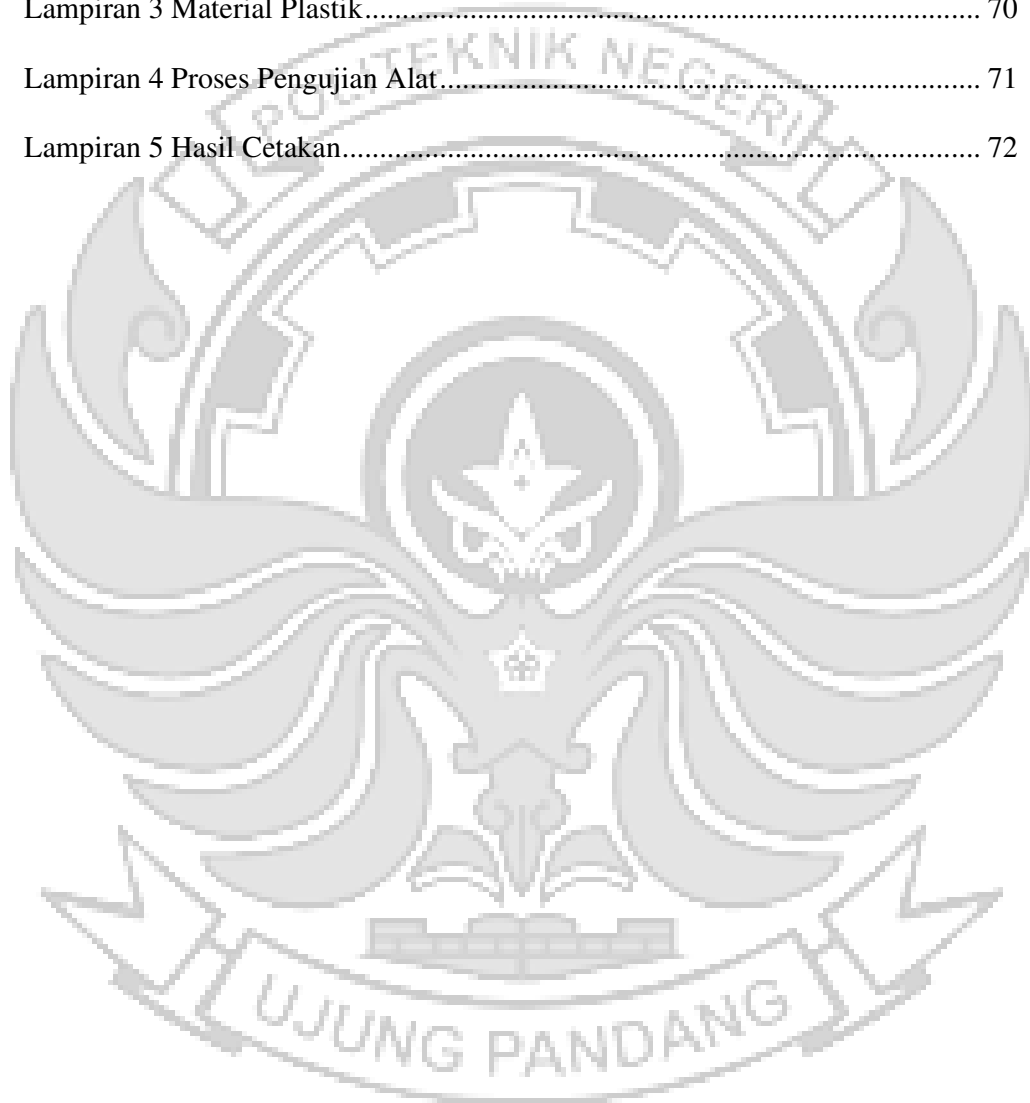 Lampiran 3 Material Plastik.................................................................................... 70
POLITEKNIK NEGERI
Lampiran 4 Proses Pengujian Alat.......................................................................... 71
Lampiran 5 Hasil Cetakan....................................................................................... 72
UJUNG PANDANG